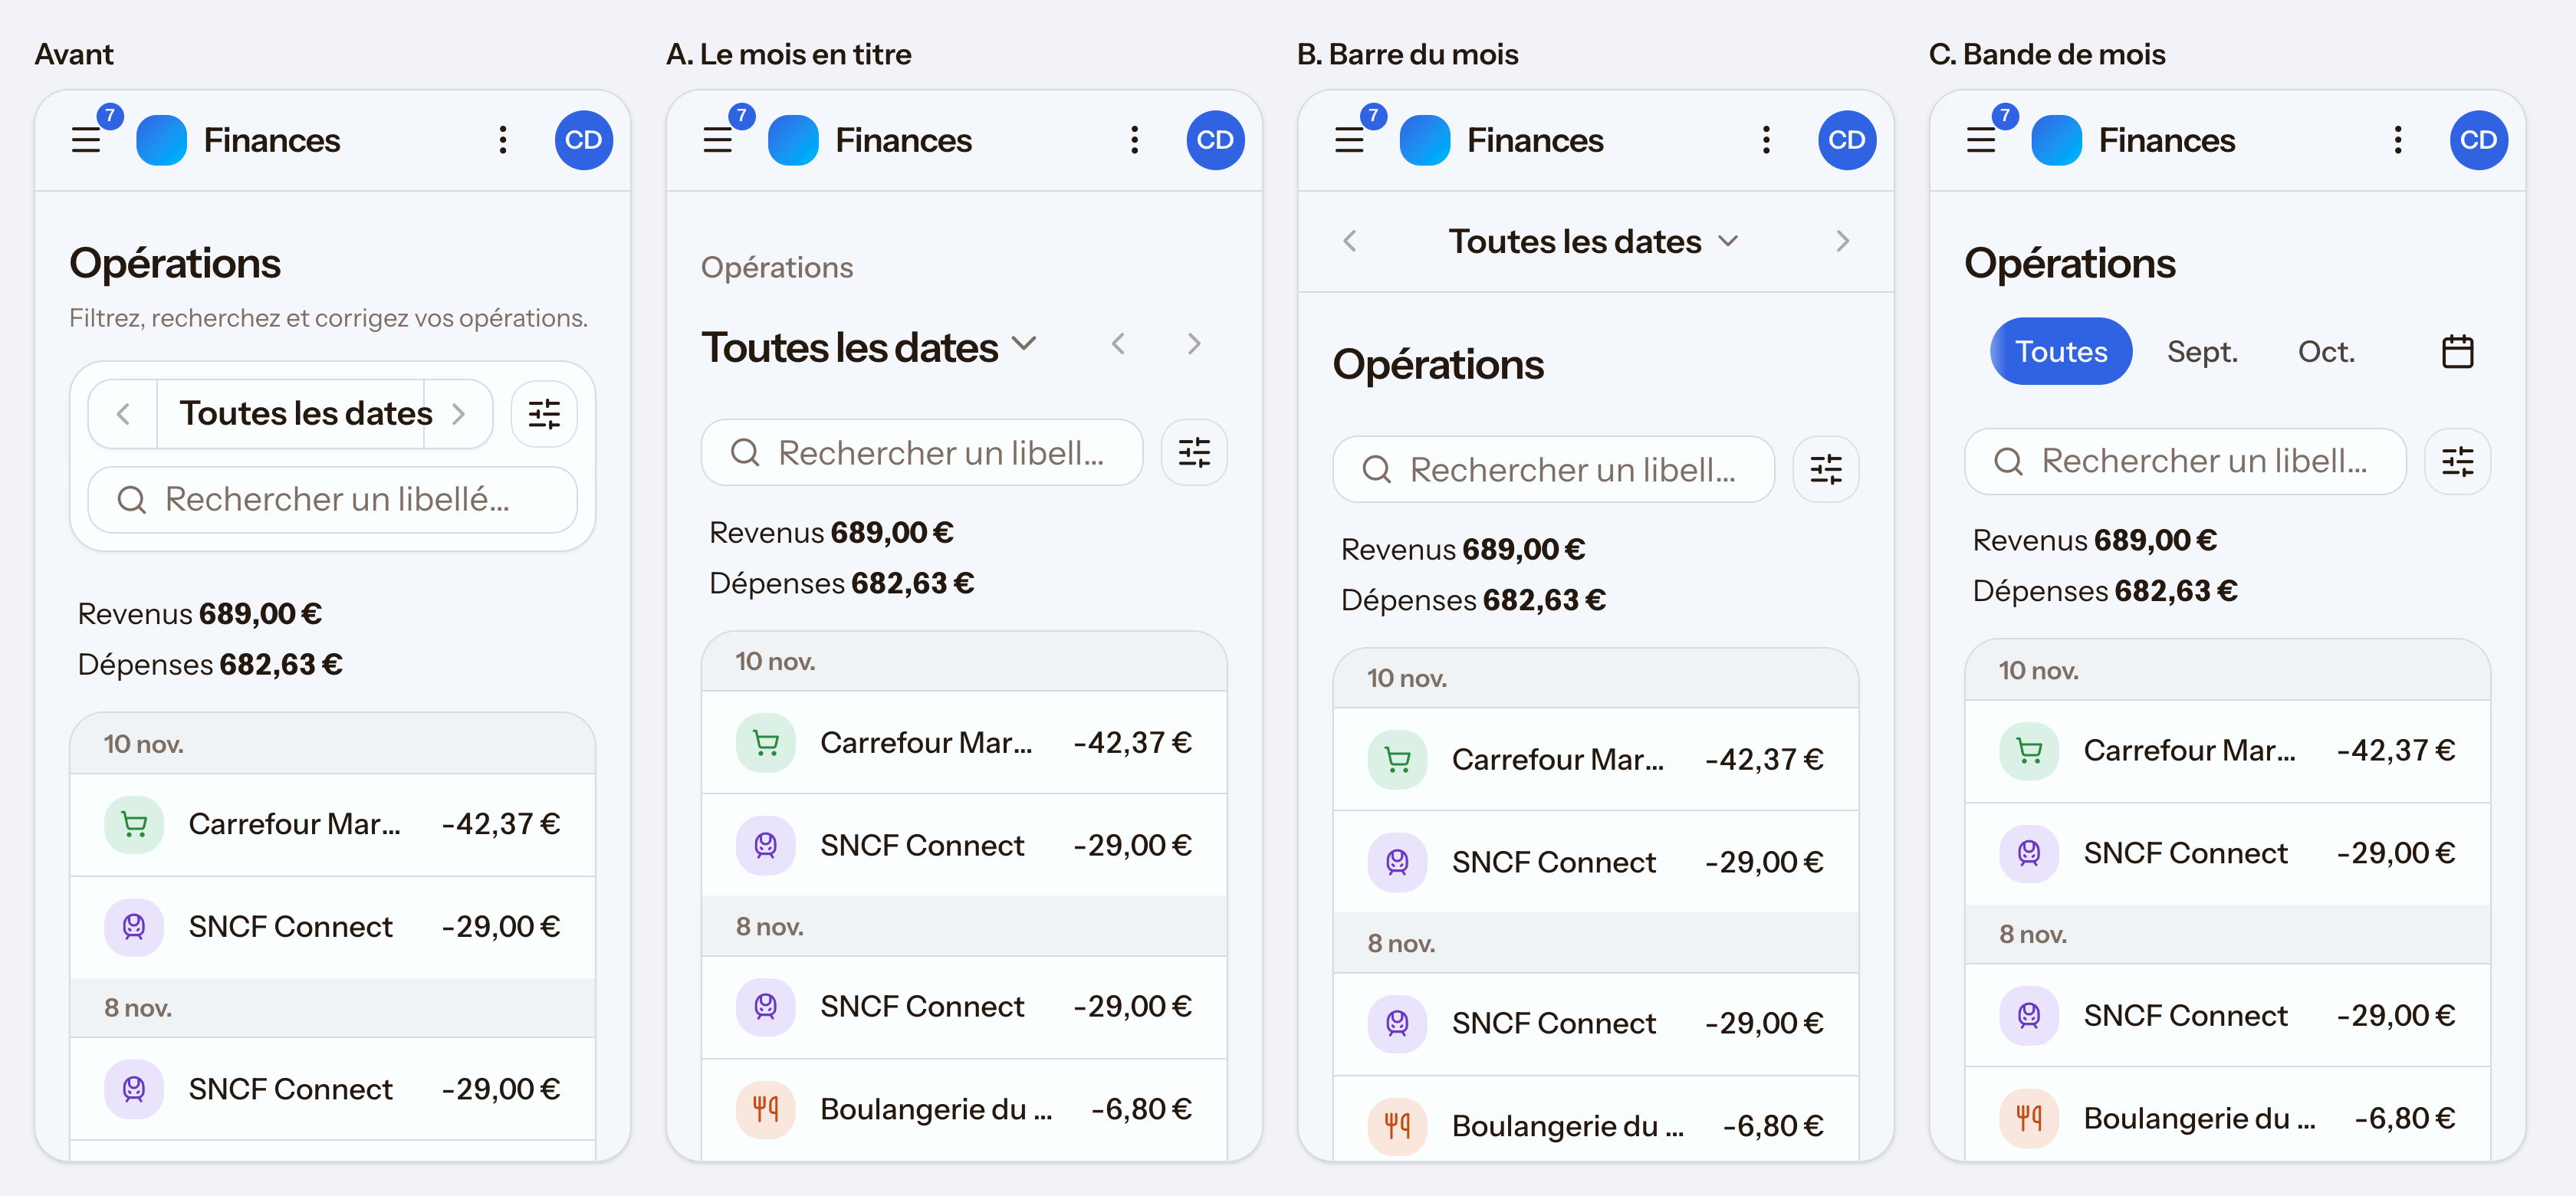 Avant
7
Finances
CD
Opérations
Filtrez, recherchez et corrigez vos opérations.
Toutes les dates
Rechercher un libellé...
Revenus 689,00 €
Dépenses 682,63 €
10 nov.
Carrefour Mar... -42,37 €
SNCF Connect -29,00 €
8 nov.
SNCF Connect -29,00 €
A. Le mois en titre
7
Finances
CD
Opérations
Toutes les dates
Rechercher un libell...
Revenus 689,00 €
Dépenses 682,63 €
10 nov.
Carrefour Mar... -42,37 €
SNCF Connect -29,00 €
8 nov.
SNCF Connect -29,00 €
Boulangerie du ... -6,80 €
B. Barre du mois
7
Finances
CD
Toutes les dates
Opérations
Rechercher un libell...
Revenus 689,00 €
Dépenses 682,63 €
10 nov.
Carrefour Mar... -42,37 €
SNCF Connect -29,00 €
8 nov.
SNCF Connect -29,00 €
Boulangerie du ... -6,80 €
C. Bande de mois
7
Finances
CD
Opérations
Toutes Sept. Oct.
Rechercher un libell...
Revenus 689,00 €
Dépenses 682,63 €
10 nov.
Carrefour Mar... -42,37 €
SNCF Connect -29,00 €
8 nov.
SNCF Connect -29,00 €
Boulangerie du ... -6,80 €